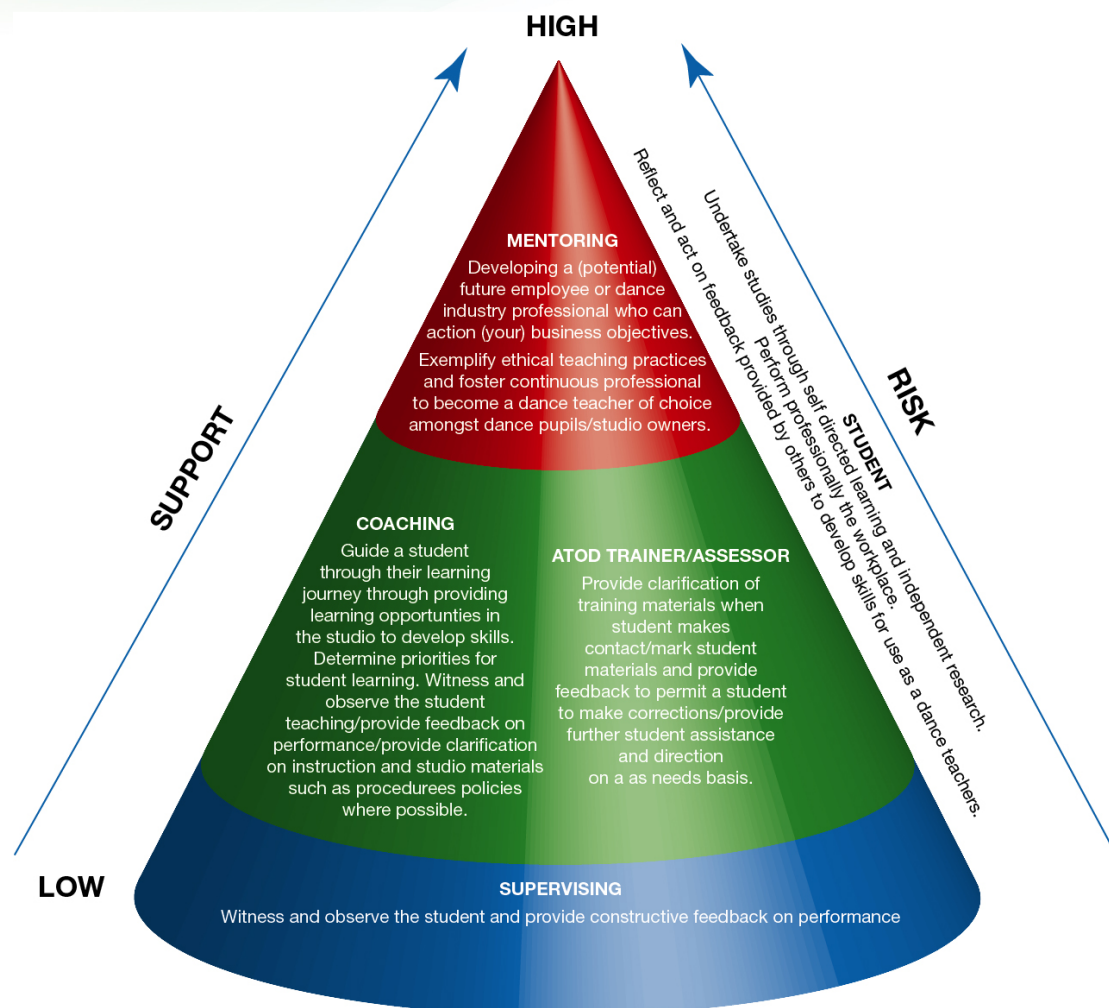 HIGH
MENTORING
Developing a (potential)
future employee or dance
industry professional who can
action (your) business objectives.
Exemplify ethical teaching practices
and foster continuous professional
to become a dance teacher of choice
amongst dance pupils/studio owners.
SUPPORT
COACHING
Guide a student
through their learning
journey through providing
learning opportunties in
the studio to develop skills.
Determine priorities for
student learning. Witness and
observe the student
teaching/provide feedback on
performance/provide clarification
on instruction and studio materials
such as procedurees policies
where possible.
ATOD TRAINER/ASSESSOR
Provide clarification of
training materials when
student makes
contact/mark student
materials and provide
feedback to permit a student
to make corrections/provide
further student assistance
and direction
on a as needs basis.
RISK
STUDENT
Undertake studies through self directed learning and independent research.
Perform professionally the workplace.
Reflect and act on feedback provided by others to develop skills for use as a dance teachers.
LOW
SUPERVISING
Witness and observe the student and provide constructive feedback on performance